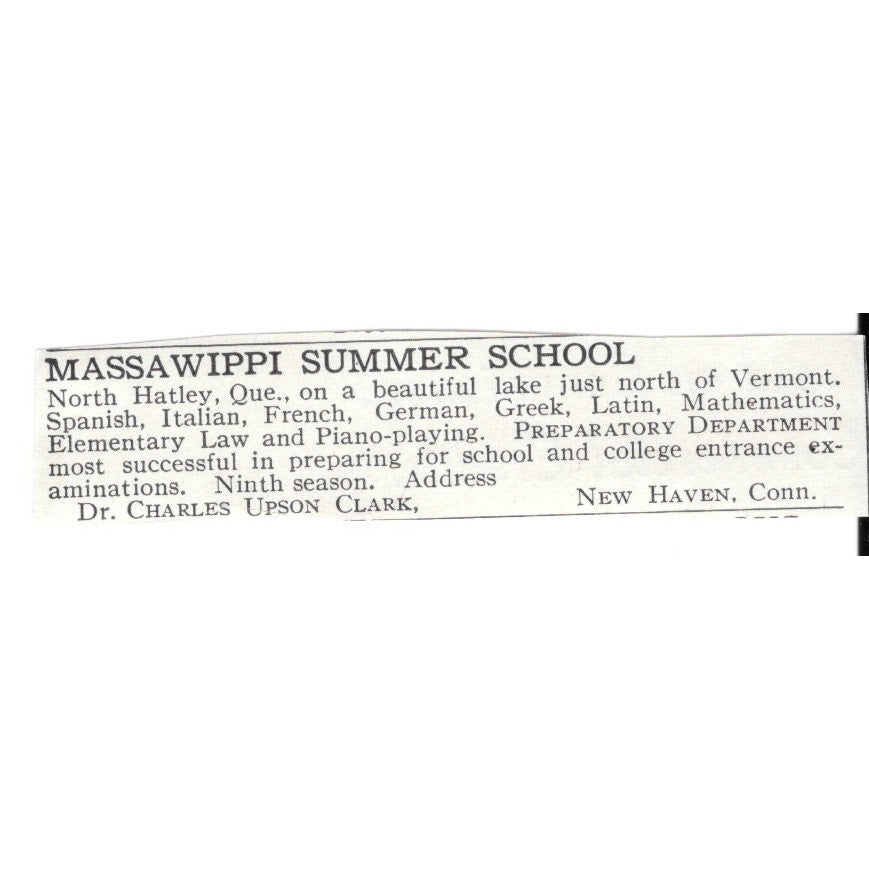 MASSAWIPPI SUMMER SCHOOL
North Hatley, Que., on a beautiful lake just north of Vermont.
Spanish, Italian, French, German, Greek, Latin, Mathematics,
Elementary Law and Piano-playing. PREPARATORY DEPARTMENT
most successful in preparing for school and college entrance ex-
aminations. Ninth season. Address
Dr. CHARLES UPSON CLARK, NEW HAVEN, Conn.